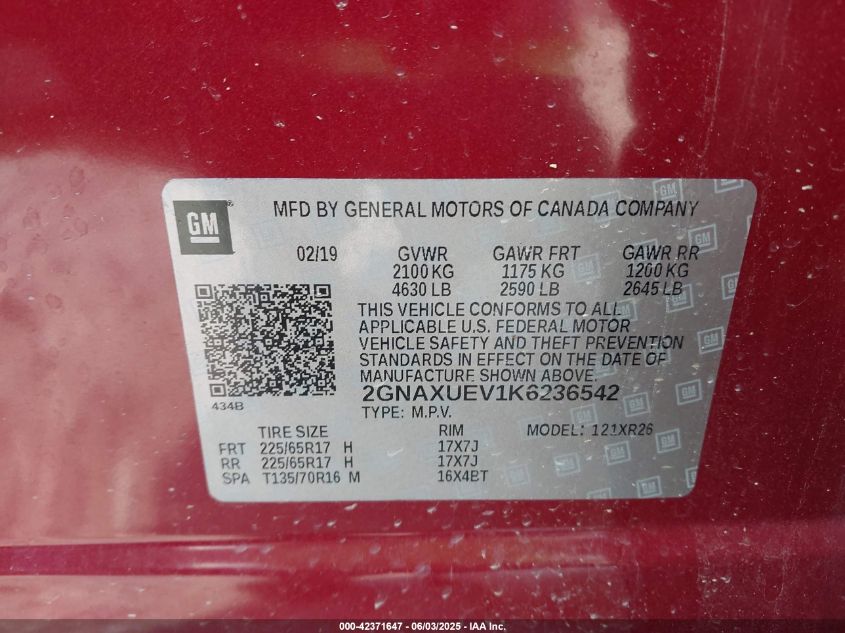 GM
MFD BY GENERAL MOTORS OF CANADA COMPANY
02/19 GVWR GAWR FRT GAWR RR
2100 KG 1175 KG 1200 KG
4630 LB 2590 LB 2645 LB
THIS VEHICLE CONFORMS TO ALL
APPLICABLE U.S. FEDERAL MOTOR
VEHICLE SAFETY AND THEFT PREVENTION
STANDARDS IN EFFECT ON THE DATE OF
MANUFACTURE SHOWN ABOVE.
434B
2GNAXUEV1K6236542
TYPE: M.P.V.
TIRE SIZE RIM MODEL: 121XR26
FRT 225/65R17 H 17X7J
RR 225/65R17 H 17X7J
SPA T135/70R16 M 16X4BT
000-42371647 - 06/03/2025 - © IAA Inc.